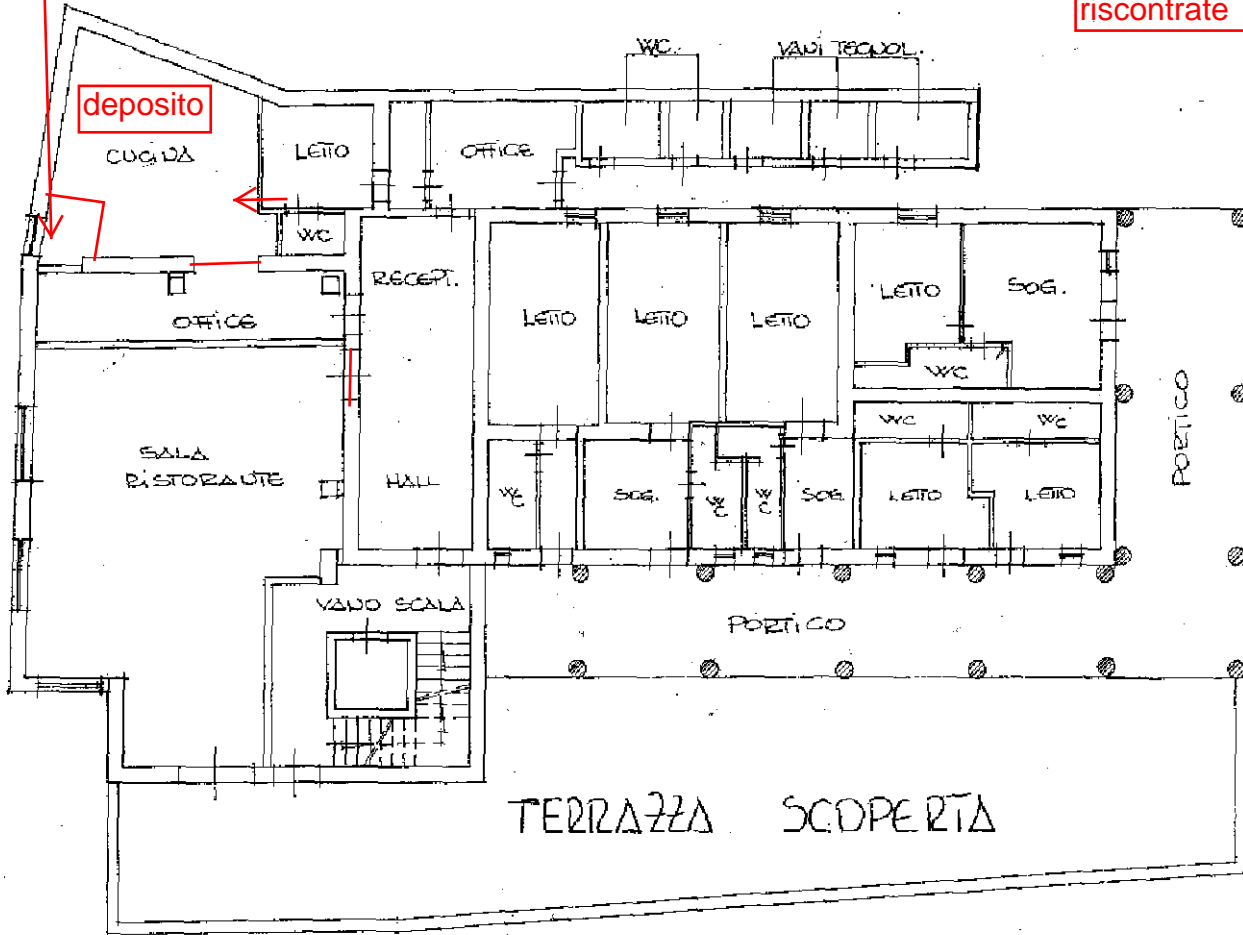 riscontrate
WC.
VANI TECNOL.
deposito
CUCINA
LETTO
OFFICE
WC
RECEPT.
LETTO
SOG.
OFFICE
LETTO
LETTO
LETTO
WC
PORTICO
WC
WC
SALA
RISTORANTE
HALL
WC
SOG.
WC
WC
SOG
LETTO
LETTO
VANO SCALA
PORTICO
TERRAZZA SCOPERTA